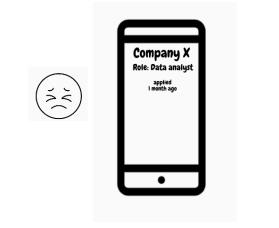 Company X
Role: Data analyst
applied
1 month ago